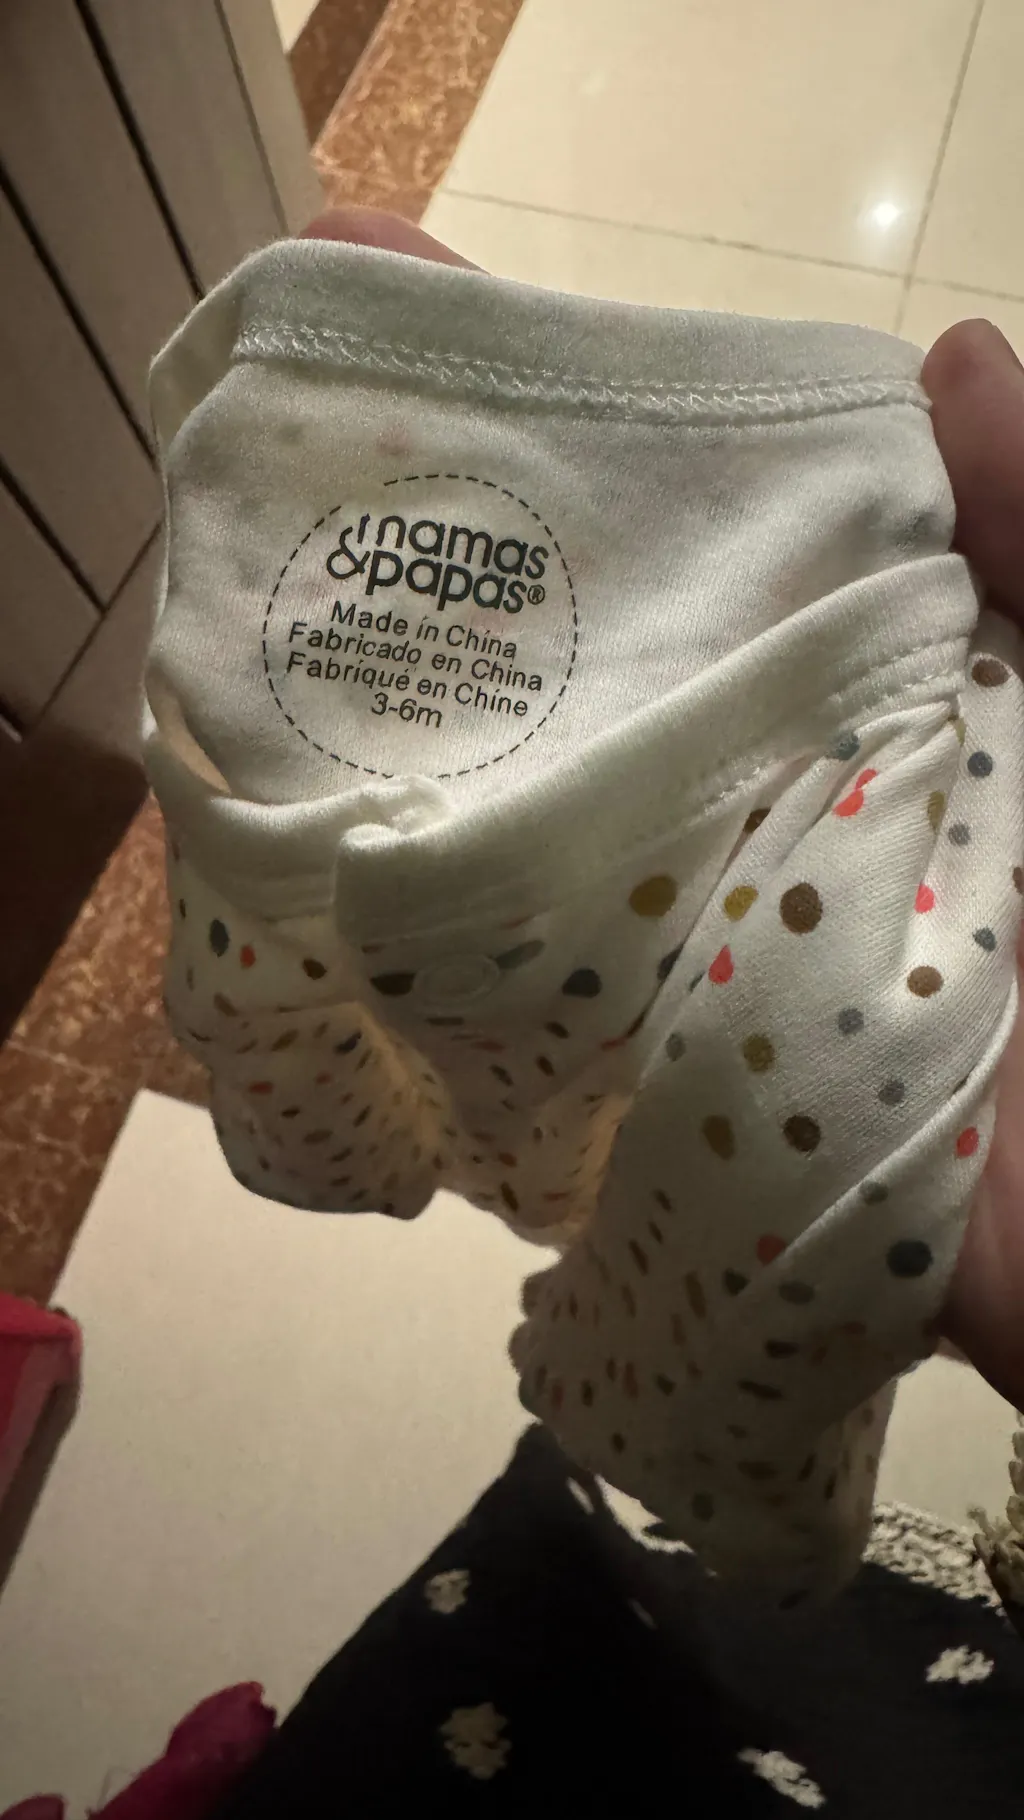 mamas
&papas®
Made in China
Fabricado en China
Fabriqué en Chine
3-6m